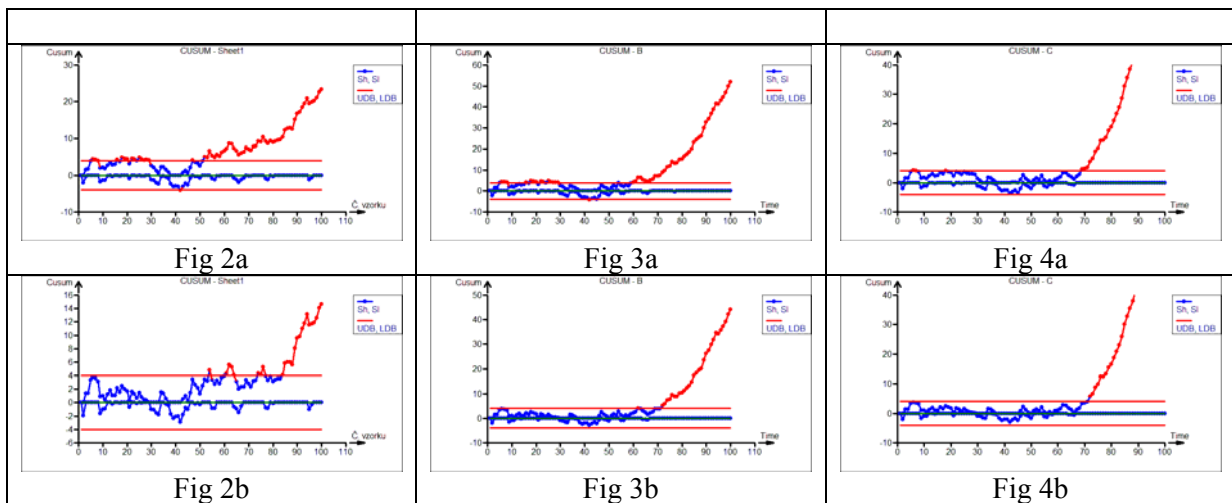 CUSUM - Sheet1
Cusum
30
20
10
0
-10
0 10 20 30 40 50 60 70 80 90 100 110
Č. vzorku
Sh, Sl
UDB, LDB
Fig 2a
CUSUM - B
Cusum
60
50
40
30
20
10
0
-10
0 10 20 30 40 50 60 70 80 90 100 110
Time
Sh, Sl
UDB, LDB
Fig 3a
CUSUM - C
Cusum
40
30
20
10
0
-10
0 10 20 30 40 50 60 70 80 90 100
Time
Sh, Sl
UDB, LDB
Fig 4a
CUSUM - Sheet1
Cusum
16
14
12
10
8
6
4
2
0
-2
-4
-6
0 10 20 30 40 50 60 70 80 90 100 110
Č. vzorku
Sh, Sl
UDB, LDB
Fig 2b
CUSUM - B
Cusum
50
40
30
20
10
0
-10
0 10 20 30 40 50 60 70 80 90 100 110
Time
Sh, Sl
UDB, LDB
Fig 3b
CUSUM - C
Cusum
40
30
20
10
0
-10
0 10 20 30 40 50 60 70 80 90 100
Time
Sh, Sl
UDB, LDB
Fig 4b